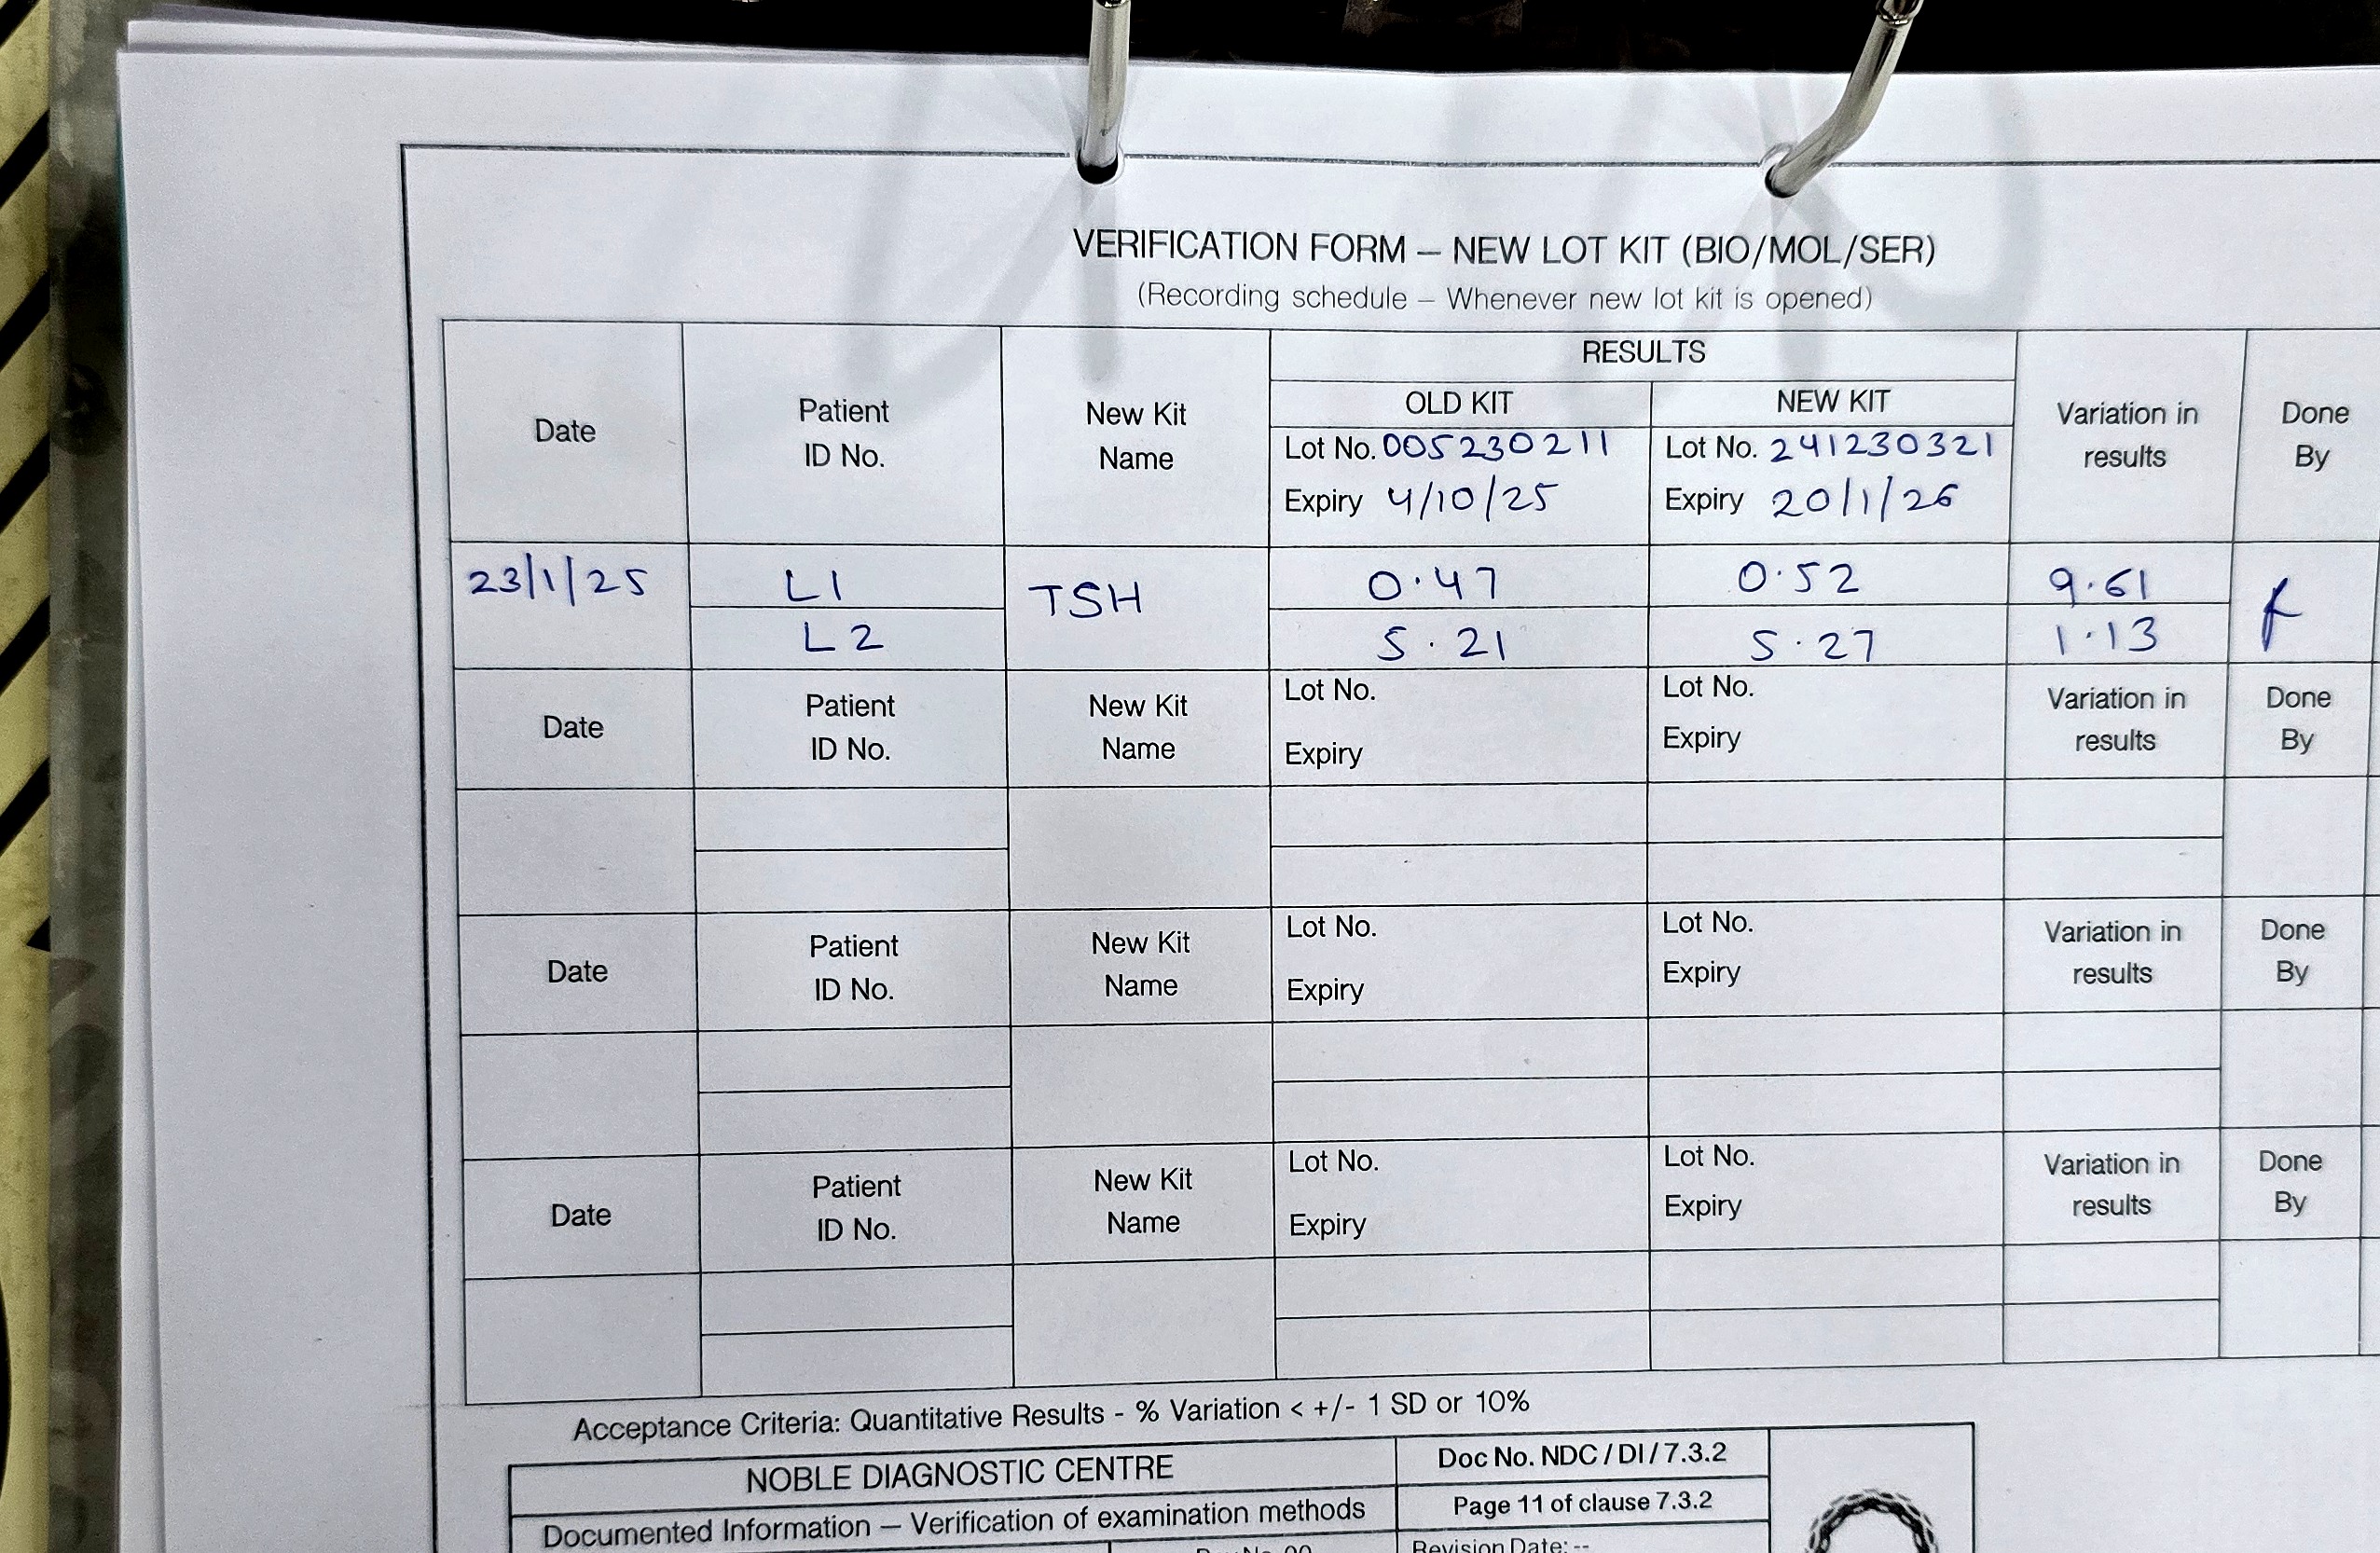 VERIFICATION FORM – NEW LOT KIT (BIO/MOL/SER)
(Recording schedule – Whenever new lot kit is opened)
Date
Patient ID No.
New Kit Name
RESULTS
OLD KIT
Lot No. 005230211
Expiry 4/10/25
NEW KIT
Lot No. 241230321
Expiry 20/1/26
Variation in results
Done By
23/1/25
L1
TSH
0.47
0.52
9.61
L2
5.21
5.27
1.13
Date
Patient ID No.
New Kit Name
Lot No.
Expiry
Lot No.
Expiry
Variation in results
Done By
Date
Patient ID No.
New Kit Name
Lot No.
Expiry
Lot No.
Expiry
Variation in results
Done By
Date
Patient ID No.
New Kit Name
Lot No.
Expiry
Lot No.
Expiry
Variation in results
Done By
Acceptance Criteria: Quantitative Results - % Variation < +/- 1 SD or 10%
NOBLE DIAGNOSTIC CENTRE
Doc No. NDC / DI / 7.3.2
Page 11 of clause 7.3.2
Documented Information – Verification of examination methods
Revision Date: --